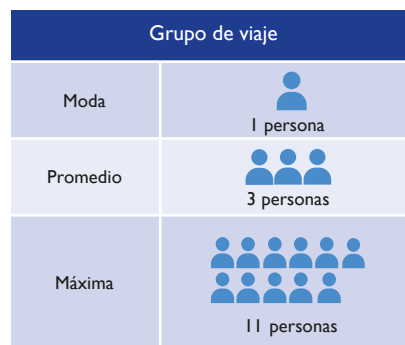 Grupo de viaje
Moda
1 persona
Promedio
3 personas
Máxima
11 personas